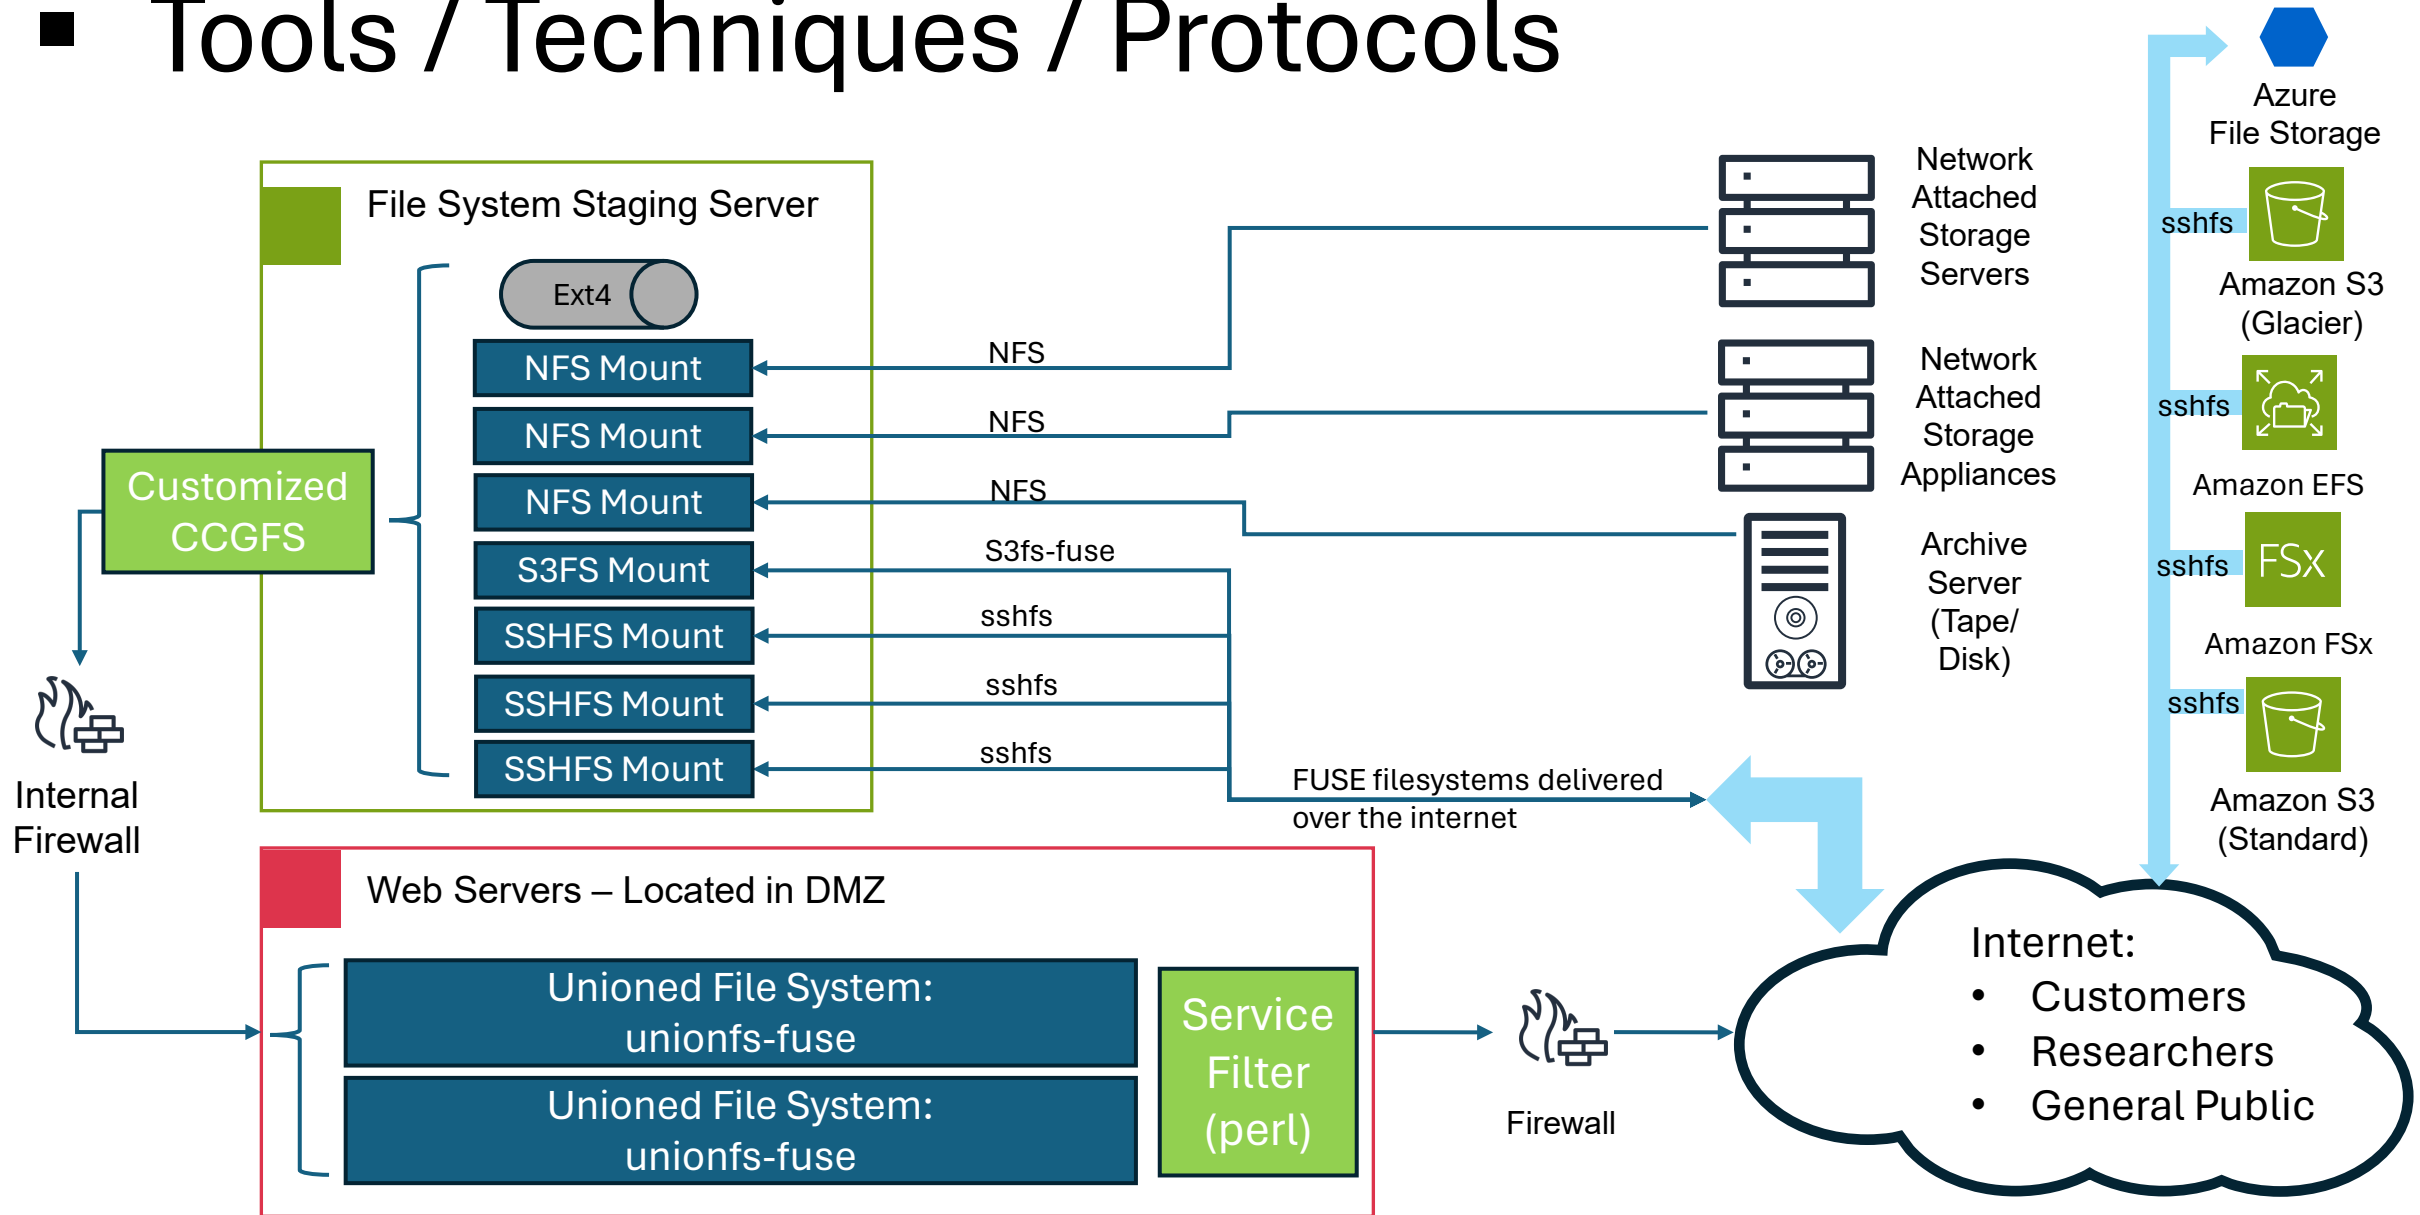 ▪ Tools / Techniques / Protocols
File System Staging Server
Ext4
NFS Mount
NFS Mount
NFS Mount
S3FS Mount
SSHFS Mount
SSHFS Mount
SSHFS Mount
Customized
CCGFS
Internal
Firewall
NFS
NFS
NFS
S3fs-fuse
sshfs
sshfs
sshfs
FUSE filesystems delivered
over the internet
Network
Attached
Storage
Servers
Network
Attached
Storage
Appliances
Archive
Server
(Tape/
Disk)
Azure
File Storage
sshfs
Amazon S3
(Glacier)
sshfs
Amazon EFS
sshfs
FSx
Amazon FSx
sshfs
Amazon S3
(Standard)
Web Servers – Located in DMZ
Unioned File System:
unionfs-fuse
Unioned File System:
unionfs-fuse
Service
Filter
(perl)
Firewall
Internet:
• Customers
• Researchers
• General Public